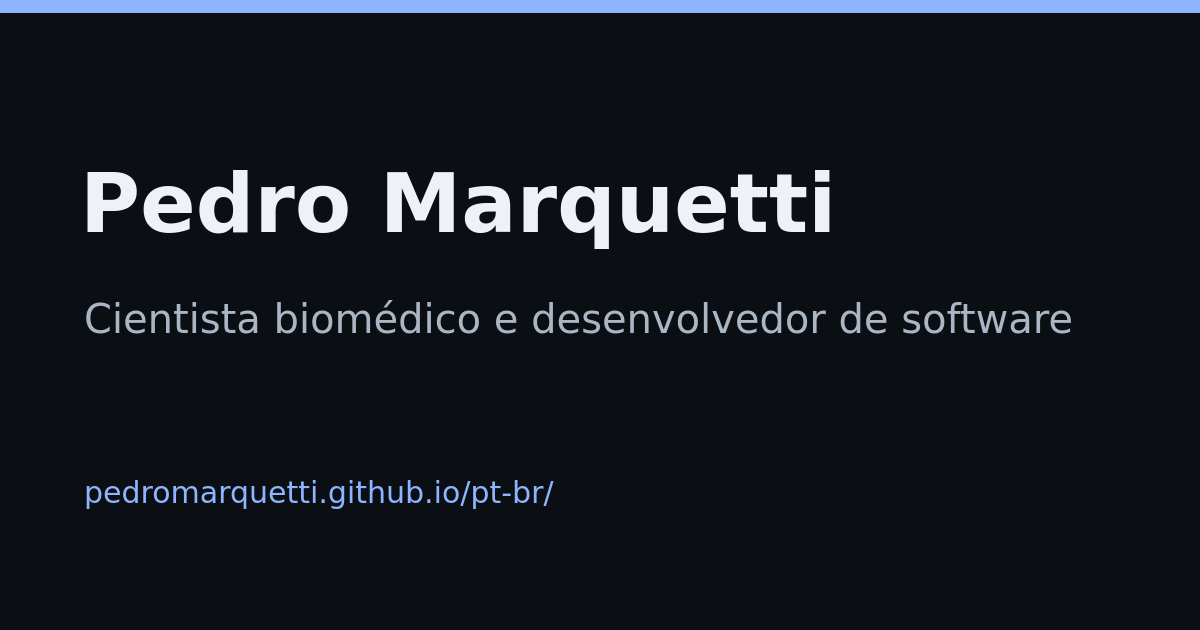 Pedro Marquetti
Cientista biomédico e desenvolvedor de software
pedromarquetti.github.io/pt-br/